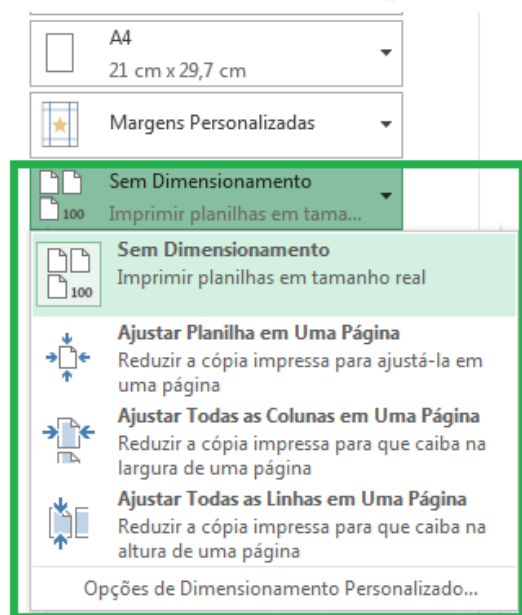 A4
21 cm x 29,7 cm
Margens Personalizadas
Sem Dimensionamento
100 Imprimir planilhas em tama...
Sem Dimensionamento
Imprimir planilhas em tamanho real
100
Ajustar Planilha em Uma Página
Reduzir a cópia impressa para ajustá-la em
uma página
Ajustar Todas as Colunas em Uma Página
Reduzir a cópia impressa para que caiba na
largura de uma página
Ajustar Todas as Linhas em Uma Página
Reduzir a cópia impressa para que caiba na
altura de uma página
Opções de Dimensionamento Personalizado...